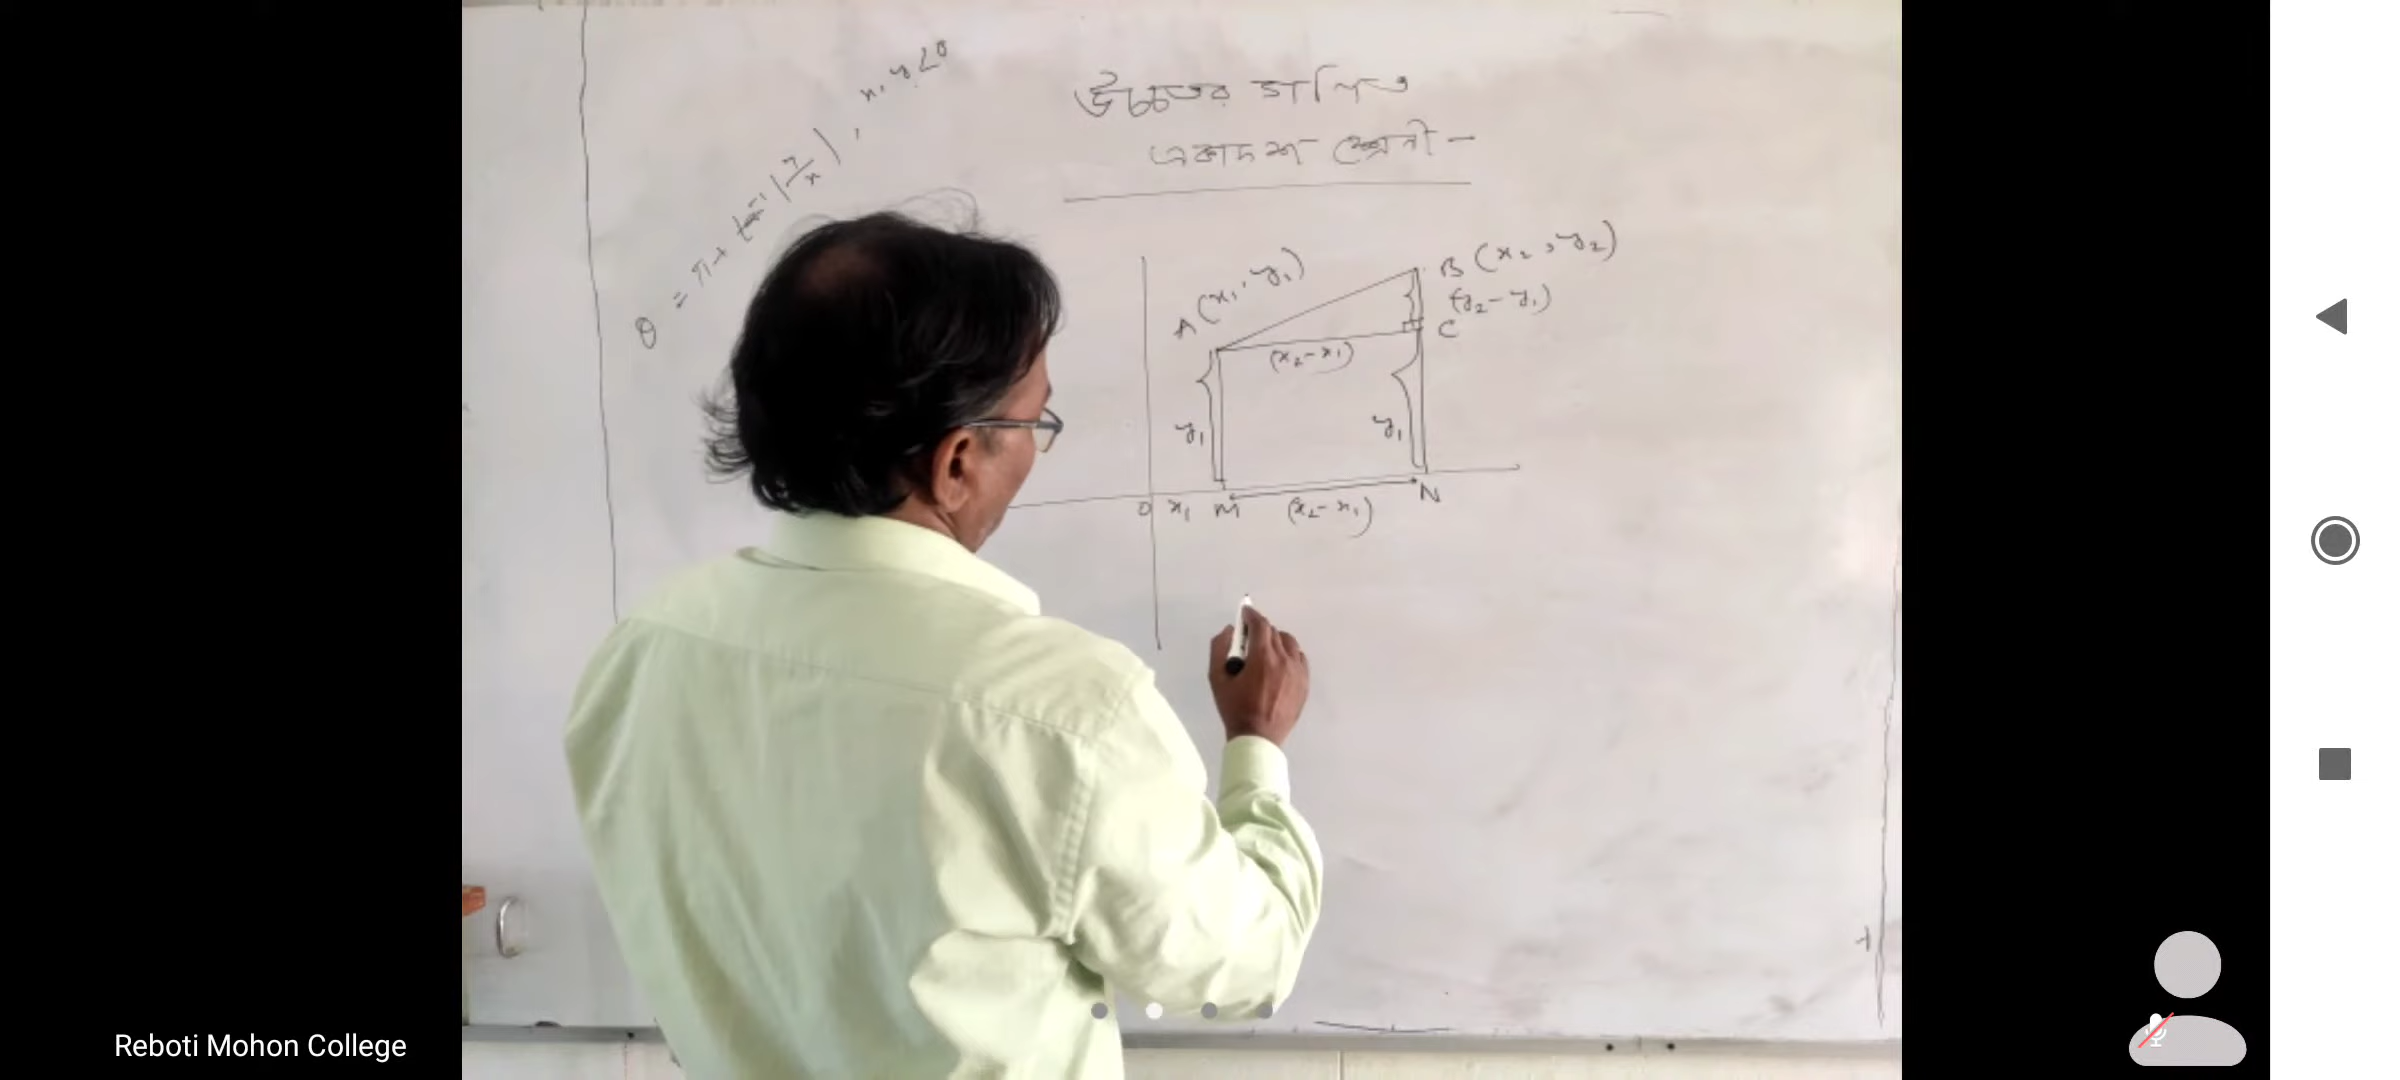 উচ্চতর গণিত
একাদশ শ্রেণী -
θ = π + tan⁻¹ |y/x|, x, y < 0
A (x₁, y₁)
B (x₂, y₂)
(y₂ - y₁)
C
(x₂ - x₁)
y₁
y₁
O x₁ M (x₂ - x₁) N
Reboti Mohon College